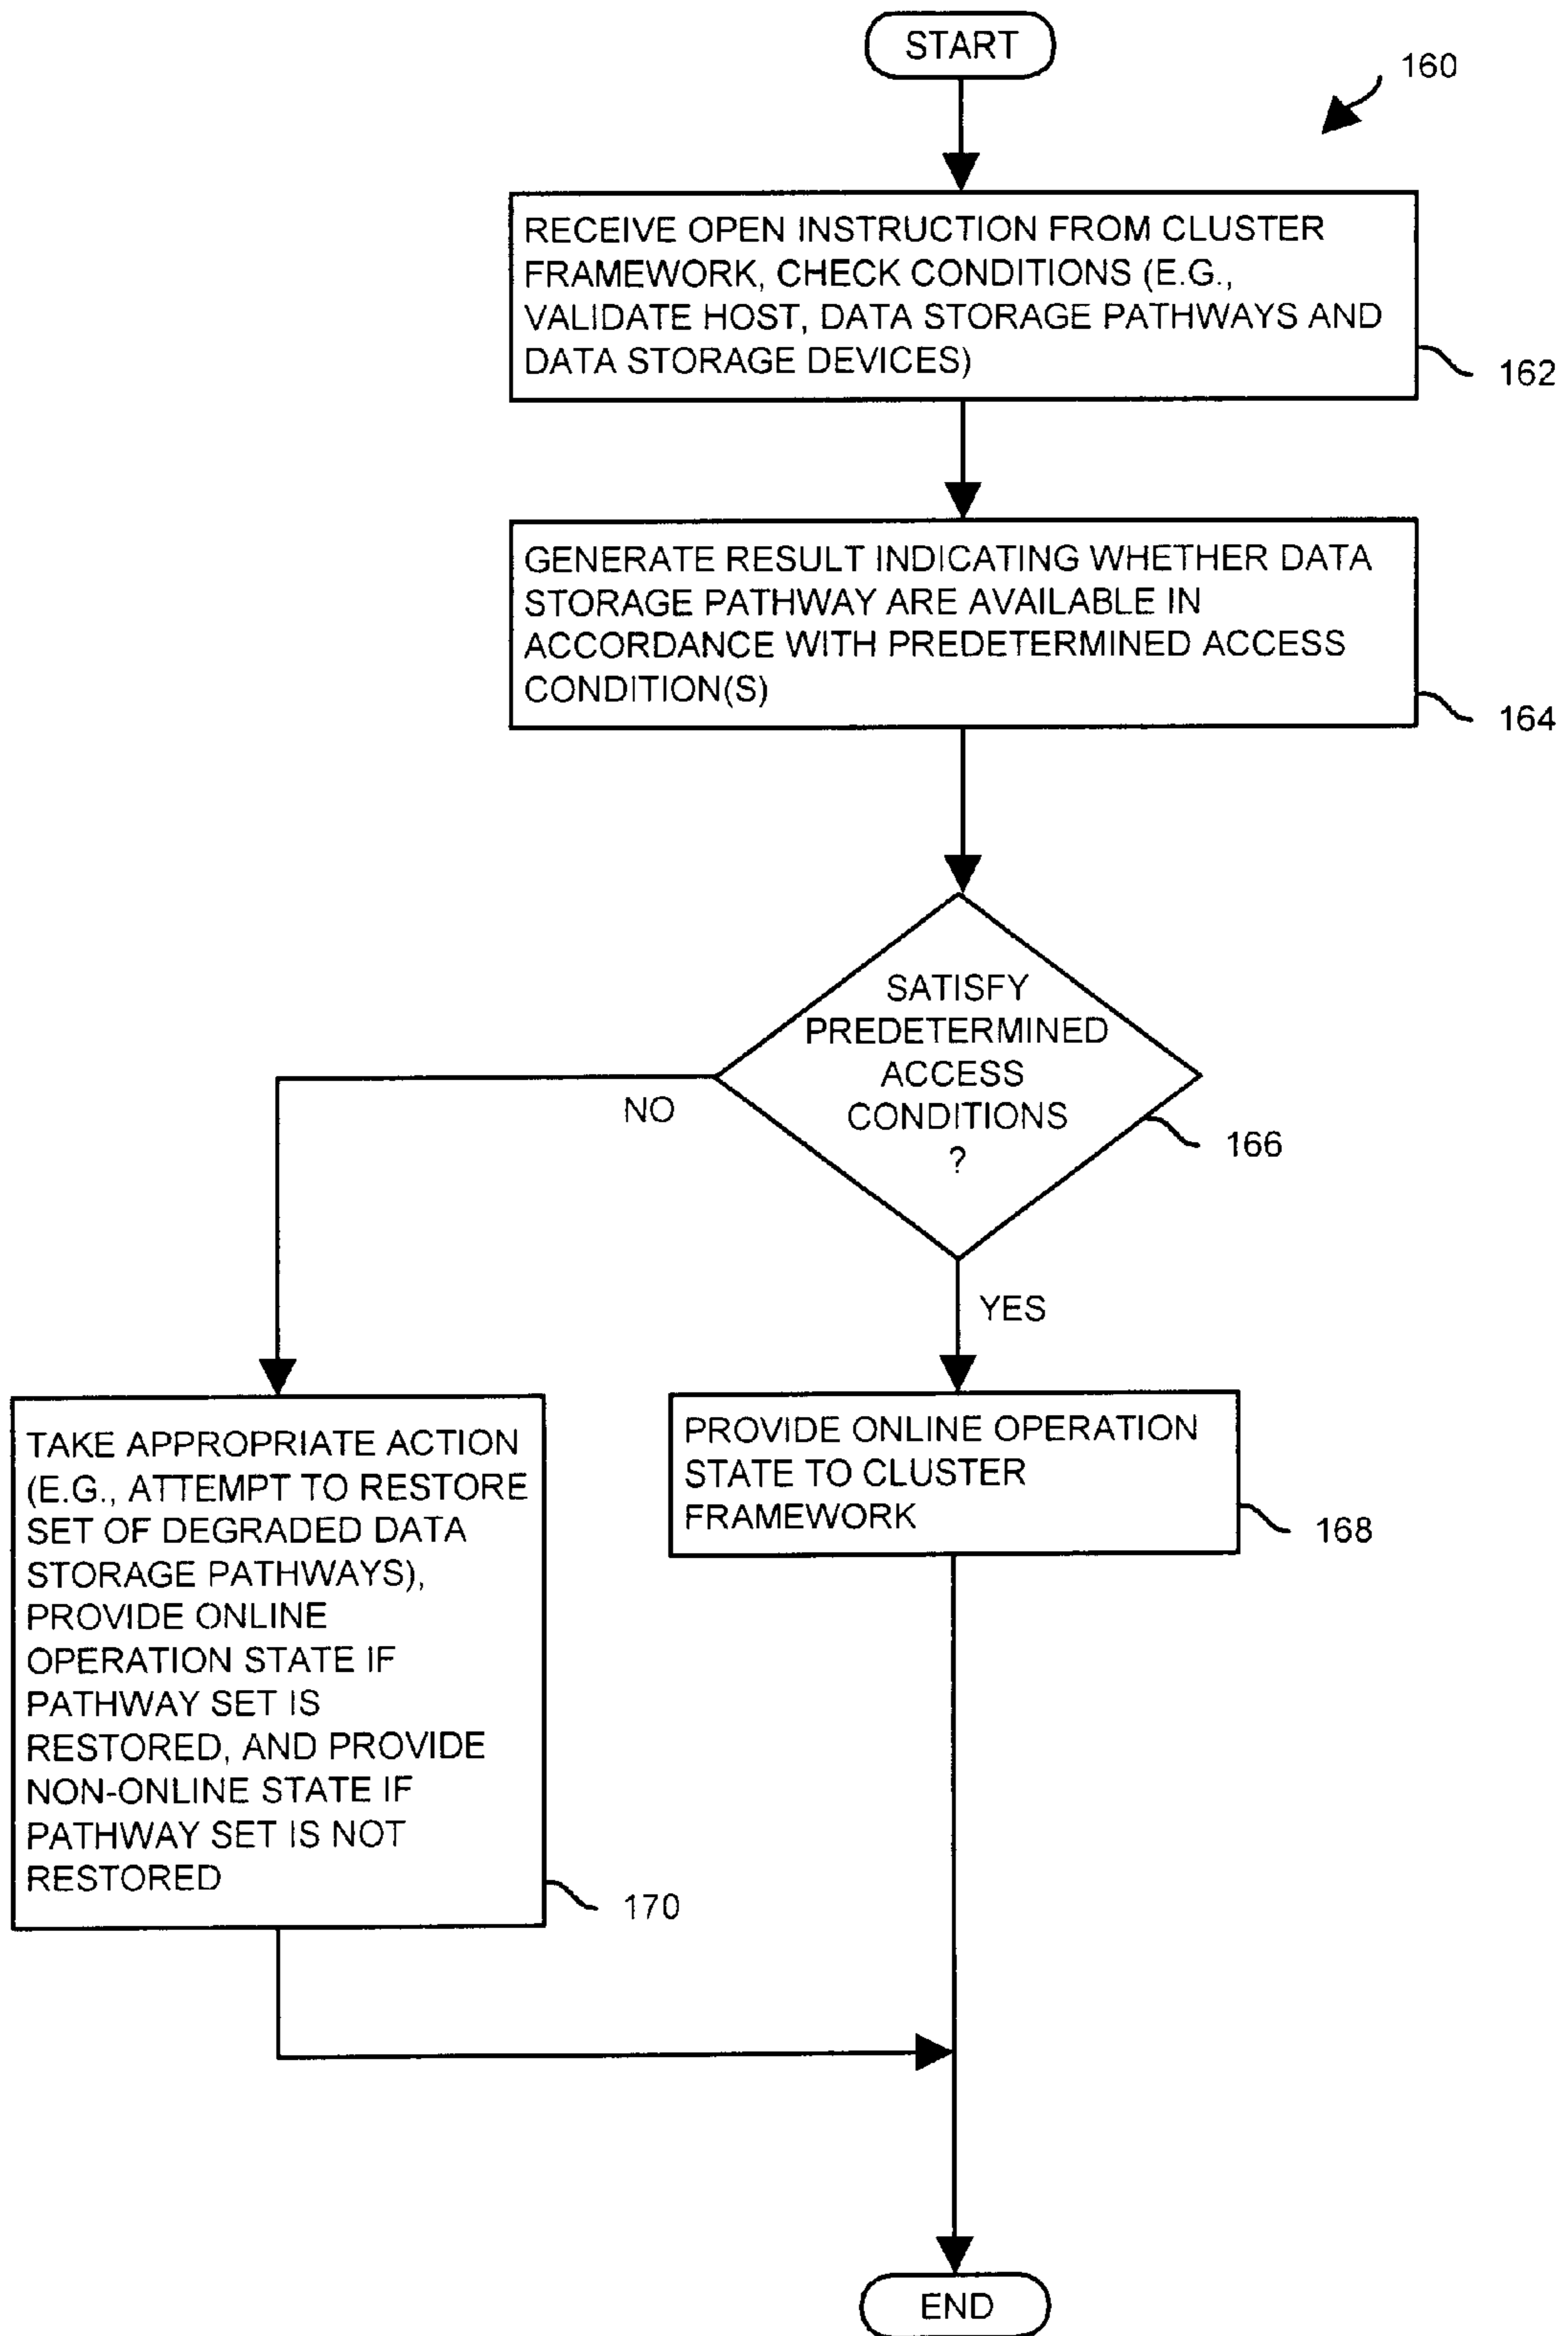 START
160
RECEIVE OPEN INSTRUCTION FROM CLUSTER
FRAMEWORK, CHECK CONDITIONS (E.G.,
VALIDATE HOST, DATA STORAGE PATHWAYS AND
DATA STORAGE DEVICES)
162
GENERATE RESULT INDICATING WHETHER DATA
STORAGE PATHWAY ARE AVAILABLE IN
ACCORDANCE WITH PREDETERMINED ACCESS
CONDITION(S)
164
SATISFY
PREDETERMINED
ACCESS
CONDITIONS
?
166
NO
YES
PROVIDE ONLINE OPERATION
STATE TO CLUSTER
FRAMEWORK
168
TAKE APPROPRIATE ACTION
(E.G., ATTEMPT TO RESTORE
SET OF DEGRADED DATA
STORAGE PATHWAYS),
PROVIDE ONLINE
OPERATION STATE IF
PATHWAY SET IS
RESTORED, AND PROVIDE
NON-ONLINE STATE IF
PATHWAY SET IS NOT
RESTORED
170
END